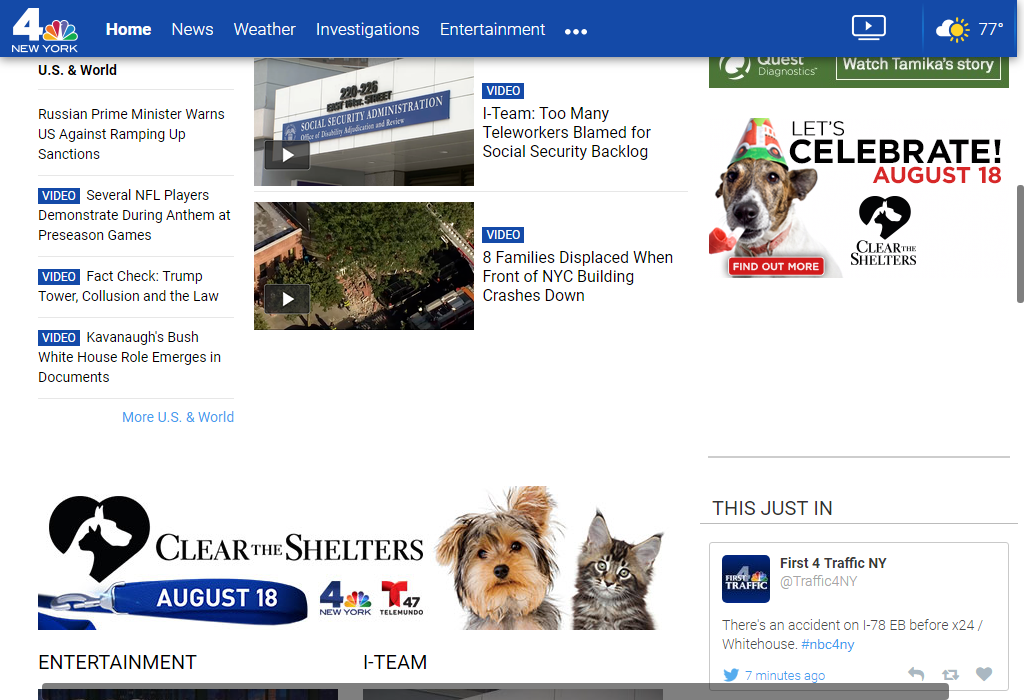 4
NEW YORK
Home News Weather Investigations Entertainment
77°
U.S. & World
Russian Prime Minister Warns
US Against Ramping Up
Sanctions
VIDEO Several NFL Players
Demonstrate During Anthem at
Preseason Games
VIDEO Fact Check: Trump
Tower, Collusion and the Law
VIDEO Kavanaugh's Bush
White House Role Emerges in
Documents
More U.S. & World
220-226
EAST 161ST. STREET
SOCIAL SECURITY ADMINISTRATION
Office of Disability Adjudication and Review
VIDEO
I-Team: Too Many
Teleworkers Blamed for
Social Security Backlog
VIDEO
8 Families Displaced When
Front of NYC Building
Crashes Down
Quest
Diagnostics
Watch Tamika's story
LET'S
CELEBRATE!
AUGUST 18
CLEAR THE
SHELTERS
FIND OUT MORE
CLEAR THE SHELTERS
AUGUST 18
4
NEW YORK
T 47
TELEMUNDO
THIS JUST IN
FIRST 4
TRAFFIC
First 4 Traffic NY
@Traffic4NY
There's an accident on I-78 EB before x24 /
Whitehouse. #nbc4ny
7 minutes ago
ENTERTAINMENT
I-TEAM